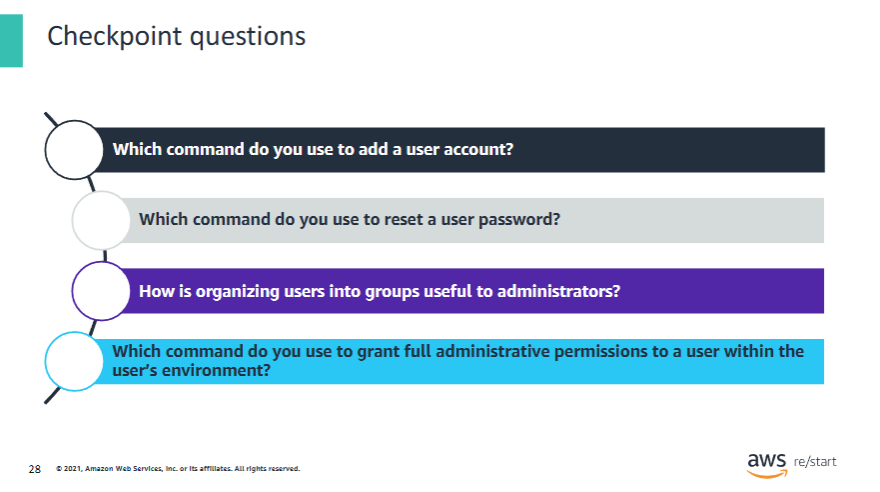 Checkpoint questions
Which command do you use to add a user account?
Which command do you use to reset a user password?
How is organizing users into groups useful to administrators?
Which command do you use to grant full administrative permissions to a user within the
user's environment?
28 © 2021, Amazon Web Services, Inc. or its affiliates. All rights reserved.
aws re/start